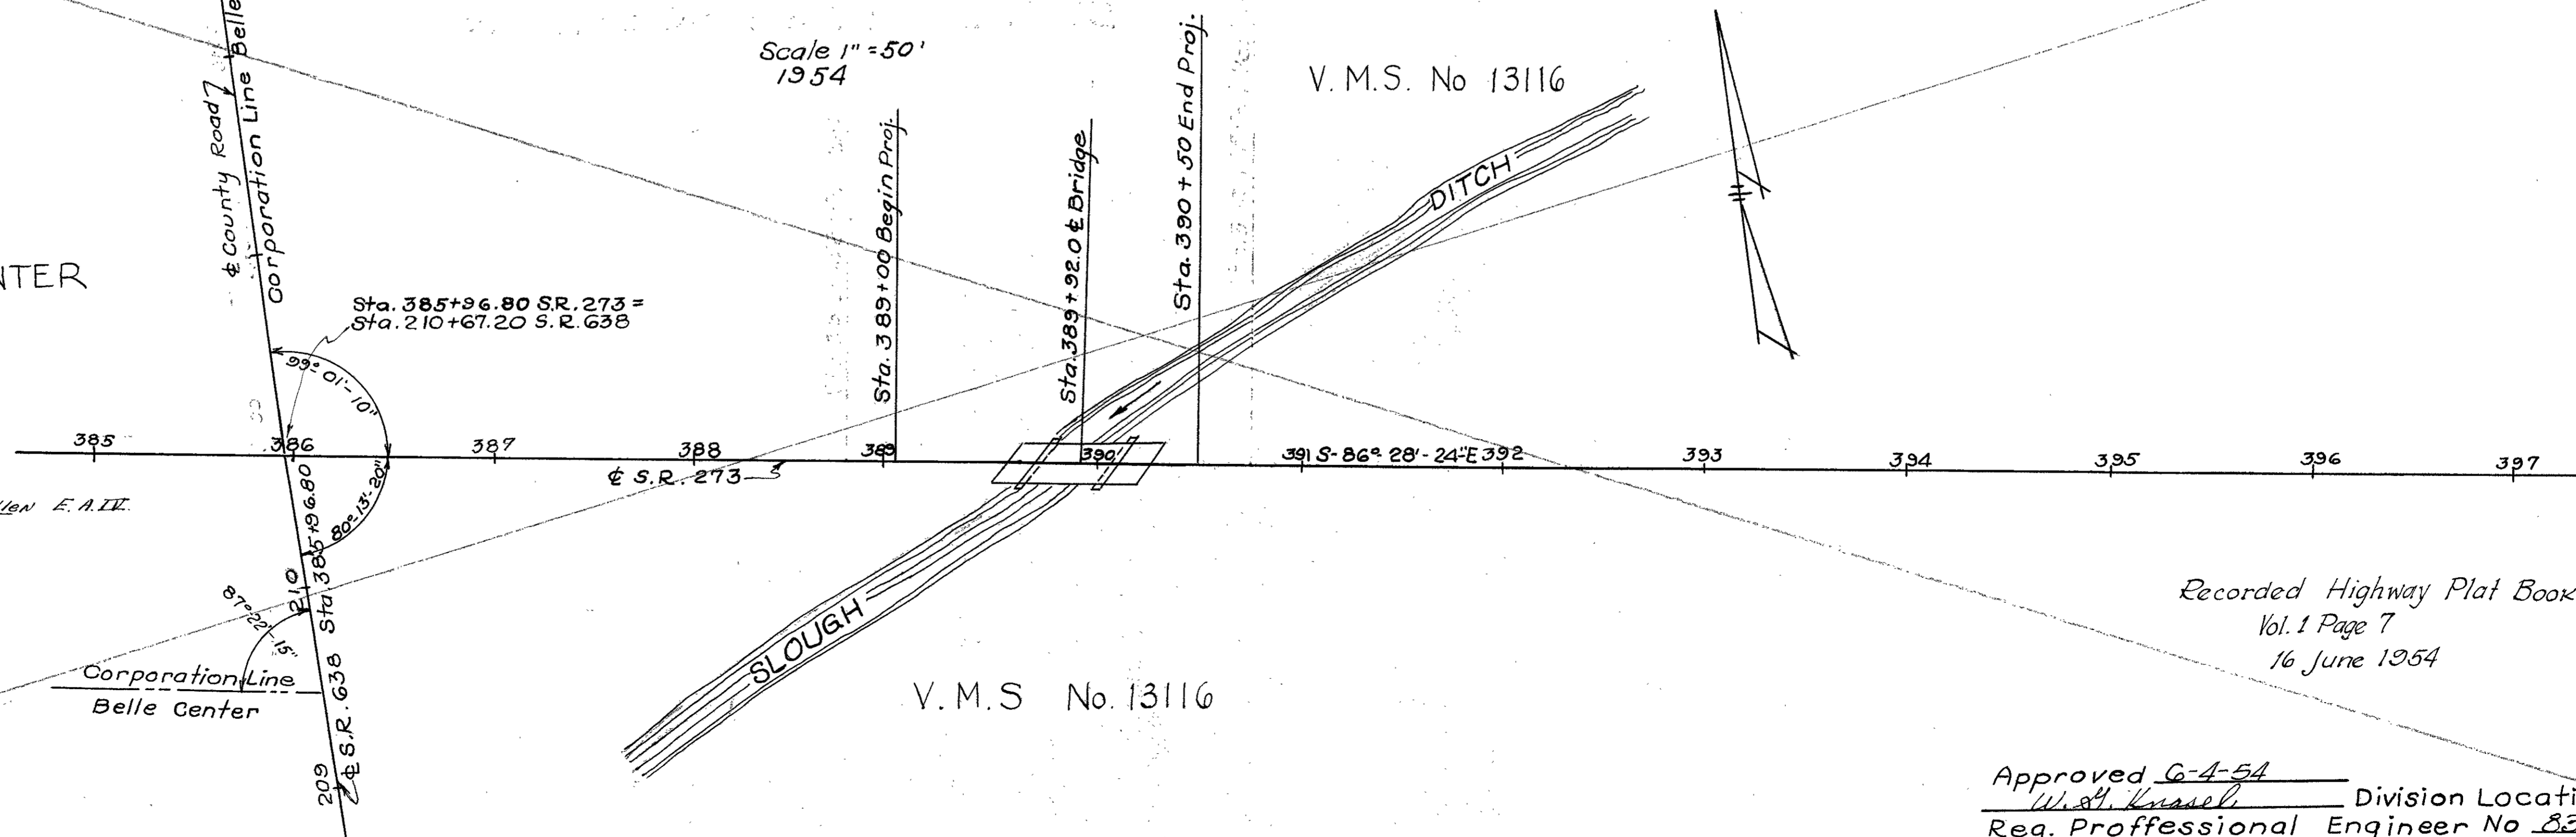 Scale 1" = 50'
1954
V. M. S. No 13116
℄ County Road
Corporation Line Belle
NTER
Sta. 389+00 Begin Proj.
Sta. 389+92.0 ℄ Bridge
Sta. 390+50 End Proj.
DITCH
Sta. 385+96.80 S.R. 273 =
Sta. 210+67.20 S.R. 638
99°-01'-10"
385 386 387 388 389 390 391 S-86°28'-24"E 392 393 394 395 396 397
℄ S.R. 273
E. A. IV.
80°-13'-20"
Sta 385+96.80
210
87°-22'-15"
Corporation Line
Belle Center
209
℄ S.R. 638
SLOUGH
V. M. S No. 13116
Recorded Highway Plat Book
Vol. 1 Page 7
16 June 1954
Approved 6-4-54
Division Locati
Reg. Proffessional Engineer No 83